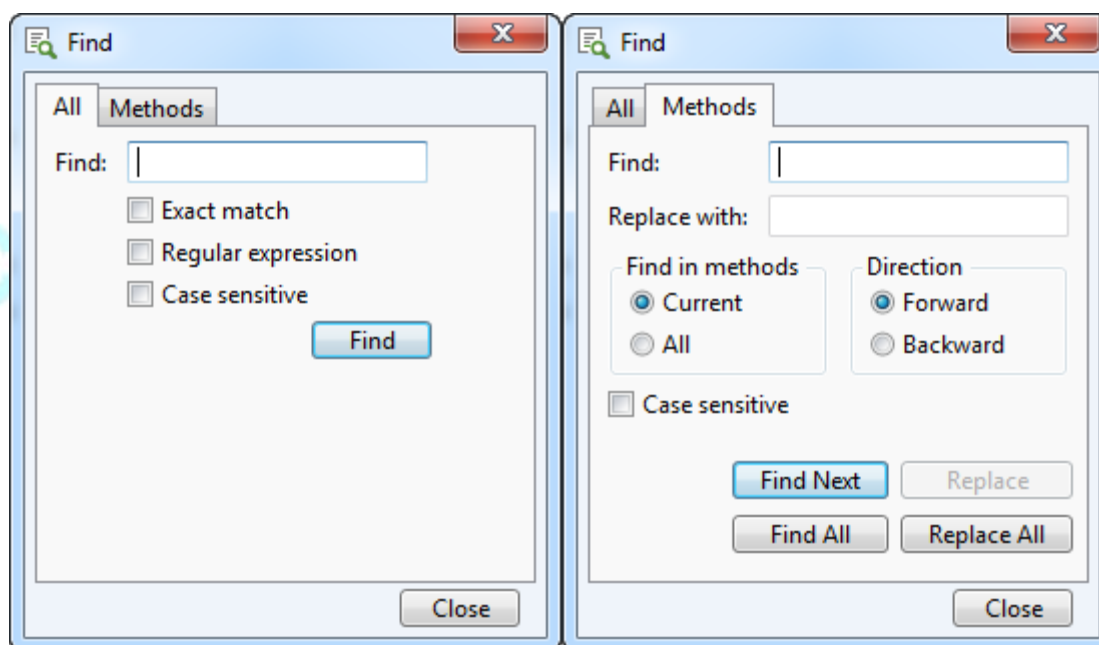 Find
All Methods
Find:
Exact match
Regular expression
Case sensitive
Find
Close
Find
All Methods
Find:
Replace with:
Find in methods Direction
Current Forward
All Backward
Case sensitive
Find Next Replace
Find All Replace All
Close